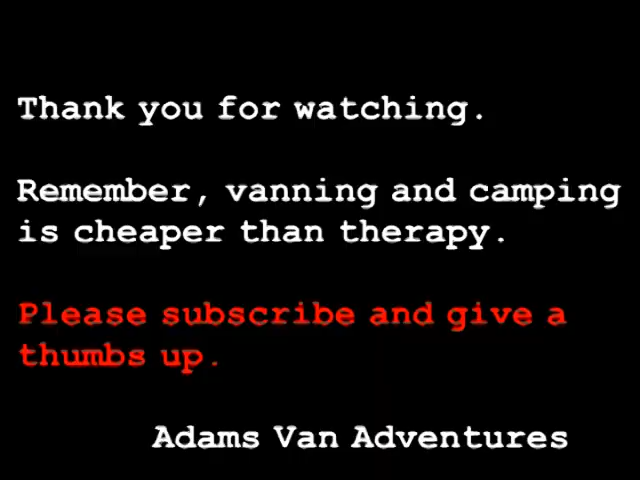 Thank you for watching.
Remember, vanning and camping
is cheaper than therapy.
Please subscribe and give a
thumbs up.
Adams Van Adventures